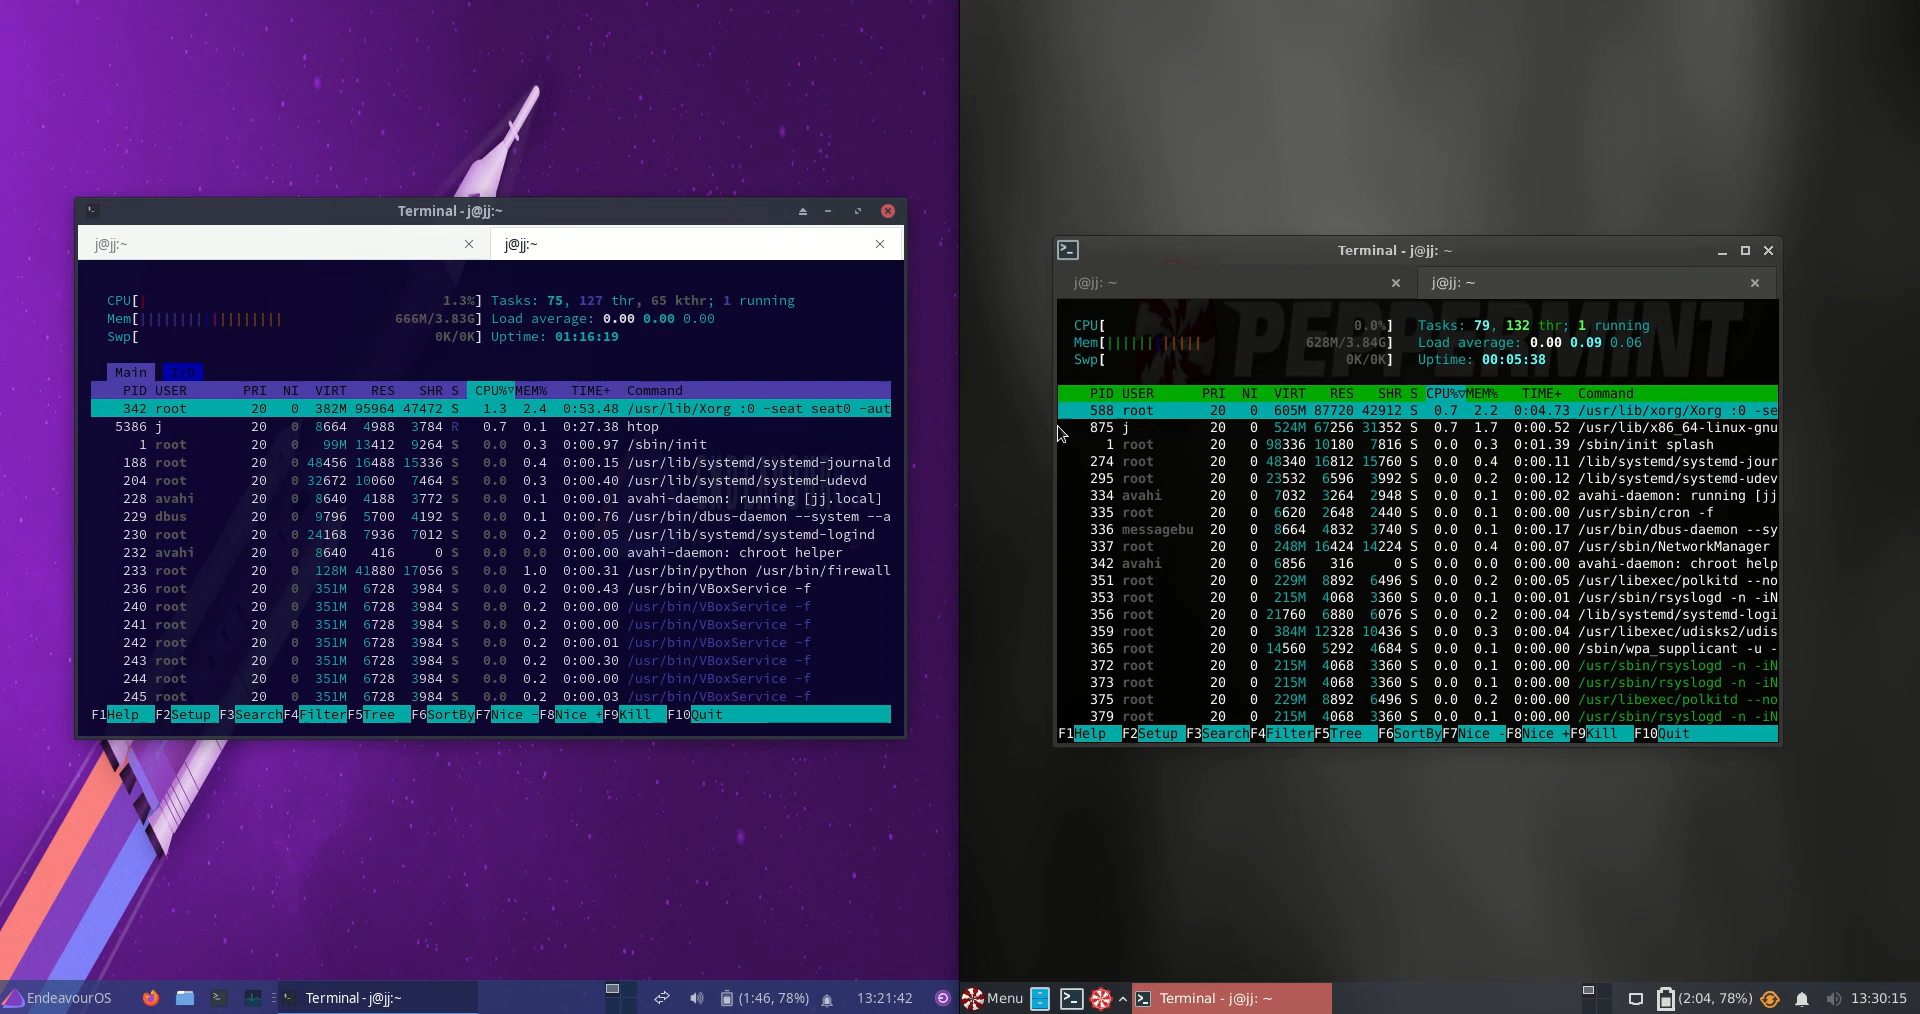 Terminal - j@jj:~
j@jj:~
j@jj:~
CPU[| 1.3%] Tasks: 75, 127 thr, 65 kthr; 1 running
Mem[|||||||||||||||||| 666M/3.83G] Load average: 0.00 0.00 0.00
Swp[ 0K/0K] Uptime: 01:16:19
Main I/O
PID USER PRI NI VIRT RES SHR S CPU%▽MEM% TIME+ Command
342 root 20 0 382M 95964 47472 S 1.3 2.4 0:53.48 /usr/lib/Xorg :0 -seat seat0 -aut
5386 j 20 0 8664 4988 3784 R 0.7 0.1 0:27.38 htop
1 root 20 0 99M 13412 9264 S 0.0 0.3 0:00.97 /sbin/init
188 root 20 0 48456 16488 15336 S 0.0 0.4 0:00.15 /usr/lib/systemd/systemd-journald
204 root 20 0 32672 10060 7464 S 0.0 0.3 0:00.40 /usr/lib/systemd/systemd-udevd
228 avahi 20 0 8640 4188 3772 S 0.0 0.1 0:00.01 avahi-daemon: running [jj.local]
229 dbus 20 0 9796 5700 4192 S 0.0 0.1 0:00.76 /usr/bin/dbus-daemon --system --a
230 root 20 0 24168 7936 7012 S 0.0 0.2 0:00.05 /usr/lib/systemd/systemd-logind
232 avahi 20 0 8640 416 0 S 0.0 0.0 0:00.00 avahi-daemon: chroot helper
233 root 20 0 128M 41880 17056 S 0.0 1.0 0:00.31 /usr/bin/python /usr/bin/firewall
236 root 20 0 351M 6728 3984 S 0.0 0.2 0:00.43 /usr/bin/VBoxService -f
240 root 20 0 351M 6728 3984 S 0.0 0.2 0:00.00 /usr/bin/VBoxService -f
241 root 20 0 351M 6728 3984 S 0.0 0.2 0:00.00 /usr/bin/VBoxService -f
242 root 20 0 351M 6728 3984 S 0.0 0.2 0:00.01 /usr/bin/VBoxService -f
243 root 20 0 351M 6728 3984 S 0.0 0.2 0:00.30 /usr/bin/VBoxService -f
244 root 20 0 351M 6728 3984 S 0.0 0.2 0:00.00 /usr/bin/VBoxService -f
245 root 20 0 351M 6728 3984 S 0.0 0.2 0:00.03 /usr/bin/VBoxService -f
F1Help F2Setup F3SearchF4FilterF5Tree F6SortByF7Nice -F8Nice +F9Kill F10Quit
EndeavourOS
Terminal - j@jj:~
(1:46, 78%)
13:21:42
Terminal - j@jj: ~
j@jj: ~
j@jj: ~
PEPPERMINT
CPU[ 0.0%] Tasks: 79, 132 thr; 1 running
Mem[|||||||||||| 628M/3.84G] Load average: 0.00 0.09 0.06
Swp[ 0K/0K] Uptime: 00:05:38
PID USER PRI NI VIRT RES SHR S CPU%▽MEM% TIME+ Command
588 root 20 0 605M 87720 42912 S 0.7 2.2 0:04.73 /usr/lib/xorg/Xorg :0 -se
875 j 20 0 524M 67256 31352 S 0.7 1.7 0:00.52 /usr/lib/x86_64-linux-gnu
1 root 20 0 98336 10180 7816 S 0.0 0.3 0:01.39 /sbin/init splash
274 root 20 0 48340 16812 15760 S 0.0 0.4 0:00.11 /lib/systemd/systemd-jour
295 root 20 0 23532 6596 3992 S 0.0 0.2 0:00.12 /lib/systemd/systemd-udev
334 avahi 20 0 7032 3264 2948 S 0.0 0.1 0:00.02 avahi-daemon: running [jj
335 root 20 0 6620 2648 2440 S 0.0 0.1 0:00.00 /usr/sbin/cron -f
336 messagebu 20 0 8664 4832 3740 S 0.0 0.1 0:00.17 /usr/bin/dbus-daemon --sy
337 root 20 0 248M 16424 14224 S 0.0 0.4 0:00.07 /usr/sbin/NetworkManager
342 avahi 20 0 6856 316 0 S 0.0 0.0 0:00.00 avahi-daemon: chroot help
351 root 20 0 229M 8892 6496 S 0.0 0.2 0:00.05 /usr/libexec/polkitd --no
353 root 20 0 215M 4068 3360 S 0.0 0.1 0:00.01 /usr/sbin/rsyslogd -n -iN
356 root 20 0 21760 6880 6076 S 0.0 0.2 0:00.04 /lib/systemd/systemd-logi
359 root 20 0 384M 12328 10436 S 0.0 0.3 0:00.04 /usr/libexec/udisks2/udis
365 root 20 0 14560 5292 4684 S 0.0 0.1 0:00.00 /sbin/wpa_supplicant -u -
372 root 20 0 215M 4068 3360 S 0.0 0.1 0:00.00 /usr/sbin/rsyslogd -n -iN
373 root 20 0 215M 4068 3360 S 0.0 0.1 0:00.00 /usr/sbin/rsyslogd -n -iN
375 root 20 0 229M 8892 6496 S 0.0 0.2 0:00.00 /usr/libexec/polkitd --no
379 root 20 0 215M 4068 3360 S 0.0 0.1 0:00.00 /usr/sbin/rsyslogd -n -iN
F1Help F2Setup F3SearchF4FilterF5Tree F6SortByF7Nice -F8Nice +F9Kill F10Quit
Menu
Terminal - j@jj: ~
(2:04, 78%)
13:30:15